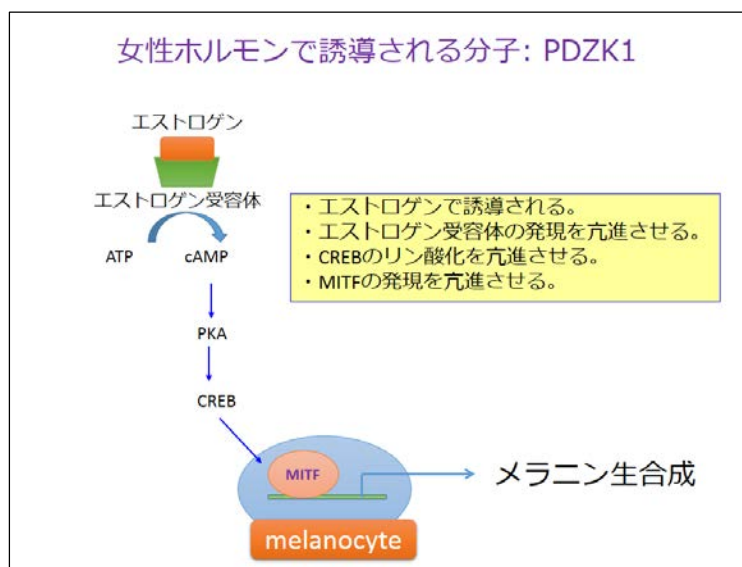 女性ホルモンで誘導される分子: PDZK1
エストロゲン
エストロゲン受容体
ATP
cAMP
PKA
CREB
・エストロゲンで誘導される。
・エストロゲン受容体の発現を亢進させる。
・CREBのリン酸化を亢進させる。
・MITFの発現を亢進させる。
MITF
メラニン生合成
melanocyte